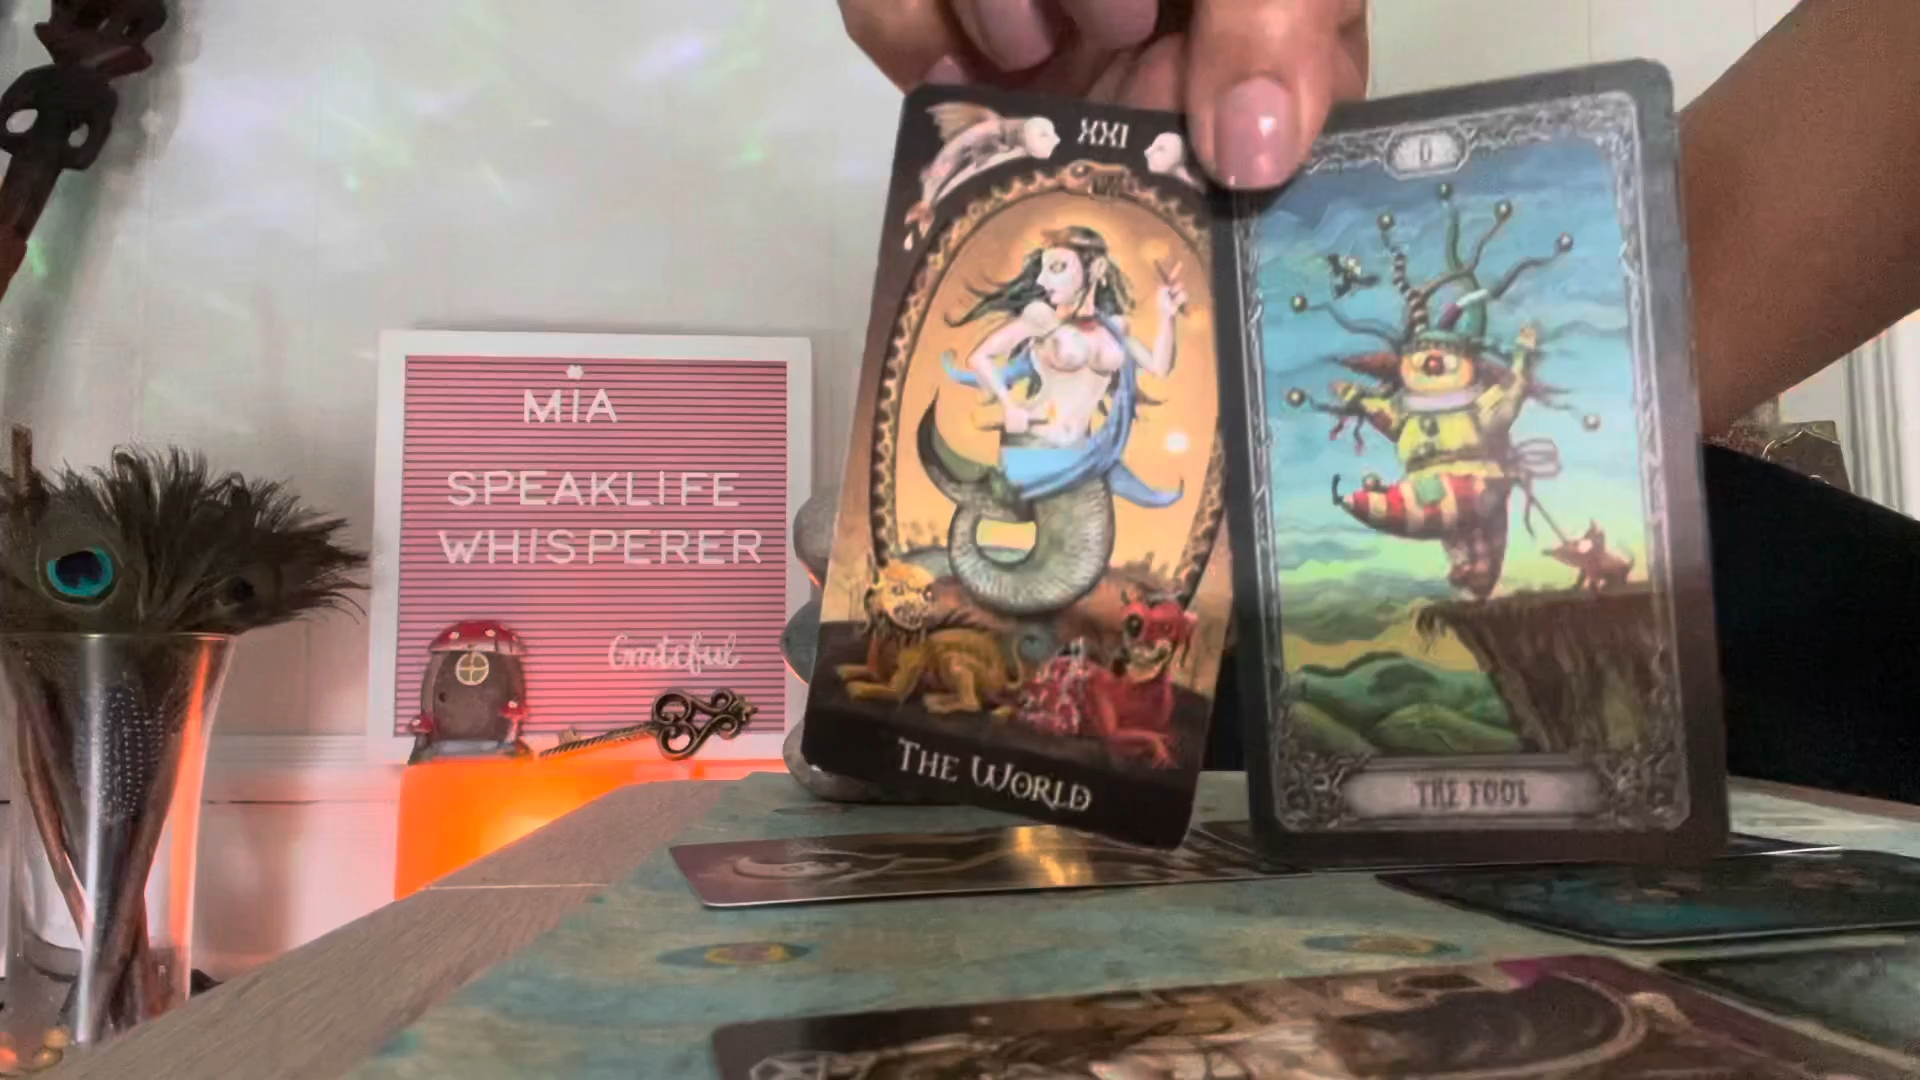 MIA
SPEAKLIFE
WHISPERER
Grateful
XXI
THE WORLD
0
THE FOOL